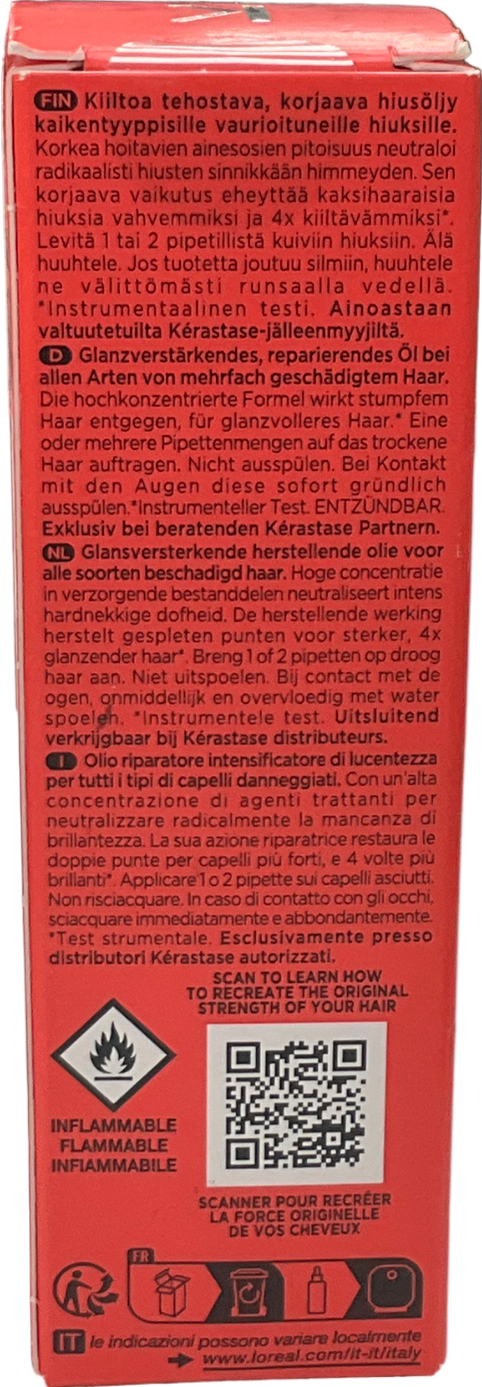 FIN Kiiltoa tehostava, korjaava hiusöljy
kaikentyyppisille vaurioituneille hiuksille.
Korkea hoitavien ainesosien pitoisuus neutraloi
radikaalisti hiusten sinnikkään himmeyden. Sen
korjaava vaikutus eheyttää kaksihaaraisia
hiuksia vahvemmiksi ja 4x kiiltävämmiksi*.
Levitä 1 tai 2 pipetillistä kuiviin hiuksiin. Älä
huuhtele. Jos tuotetta joutuu silmiin, huuhtele
ne välittömästi runsaalla vedellä.
*Instrumentaalinen testi. Ainoastaan
valtuutetuilta Kérastase-jälleenmyyjiltä.
D Glanzverstärkendes, reparierendes Öl bei
allen Arten von mehrfach geschädigtem Haar.
Die hochkonzentrierte Formel wirkt stumpfem
Haar entgegen, für glanzvolleres Haar.* Eine
oder mehrere Pipettenmengen auf das trockene
Haar auftragen. Nicht ausspülen. Bei Kontakt
mit den Augen diese sofort gründlich
ausspülen.*Instrumenteller Test. ENTZÜNDBAR.
Exklusiv bei beratenden Kérastase Partnern.
NL Glansversterkende herstellende olie voor
alle soorten beschadigd haar. Hoge concentratie
in verzorgende bestanddelen neutraliseert intens
hardnekkige dofheid. De herstellende werking
herstelt gespleten punten voor sterker, 4x
glanzender haar*. Breng 1 of 2 pipetten op droog
haar aan. Niet uitspoelen. Bij contact met de
ogen, onmiddellijk en overvloedig met water
spoelen. *Instrumentele test. Uitsluitend
verkrijgbaar bij Kérastase distributeurs.
I Olio riparatore intensificatore di lucentezza
per tutti i tipi di capelli danneggiati. Con un'alta
concentrazione di agenti trattanti per
neutralizzare radicalmente la mancanza di
brillantezza. La sua azione riparatrice restaura le
doppie punte per capelli più forti, e 4 volte più
brillanti*. Applicare 1 o 2 pipette sui capelli asciutti.
Non risciacquare. In caso di contatto con gli occhi,
sciacquare immediatamente e abbondantemente.
*Test strumentale. Esclusivamente presso
distributori Kérastase autorizzati.
SCAN TO LEARN HOW
TO RECREATE THE ORIGINAL
STRENGTH OF YOUR HAIR
INFLAMMABLE
FLAMMABLE
INFIAMMABILE
SCANNER POUR RECRÉER
LA FORCE ORIGINELLE
DE VOS CHEVEUX
FR
IT le indicazioni possono variare localmente
www.loreal.com/it-it/italy